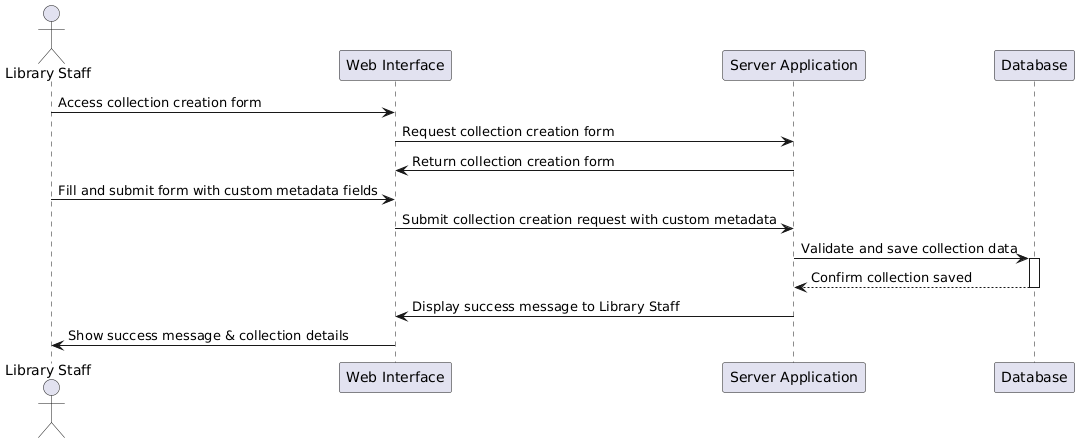 Library Staff
Web Interface
Server Application
Database
Access collection creation form
Request collection creation form
Return collection creation form
Fill and submit form with custom metadata fields
Submit collection creation request with custom metadata
Validate and save collection data
Confirm collection saved
Display success message to Library Staff
Show success message & collection details
Library Staff
Web Interface
Server Application
Database